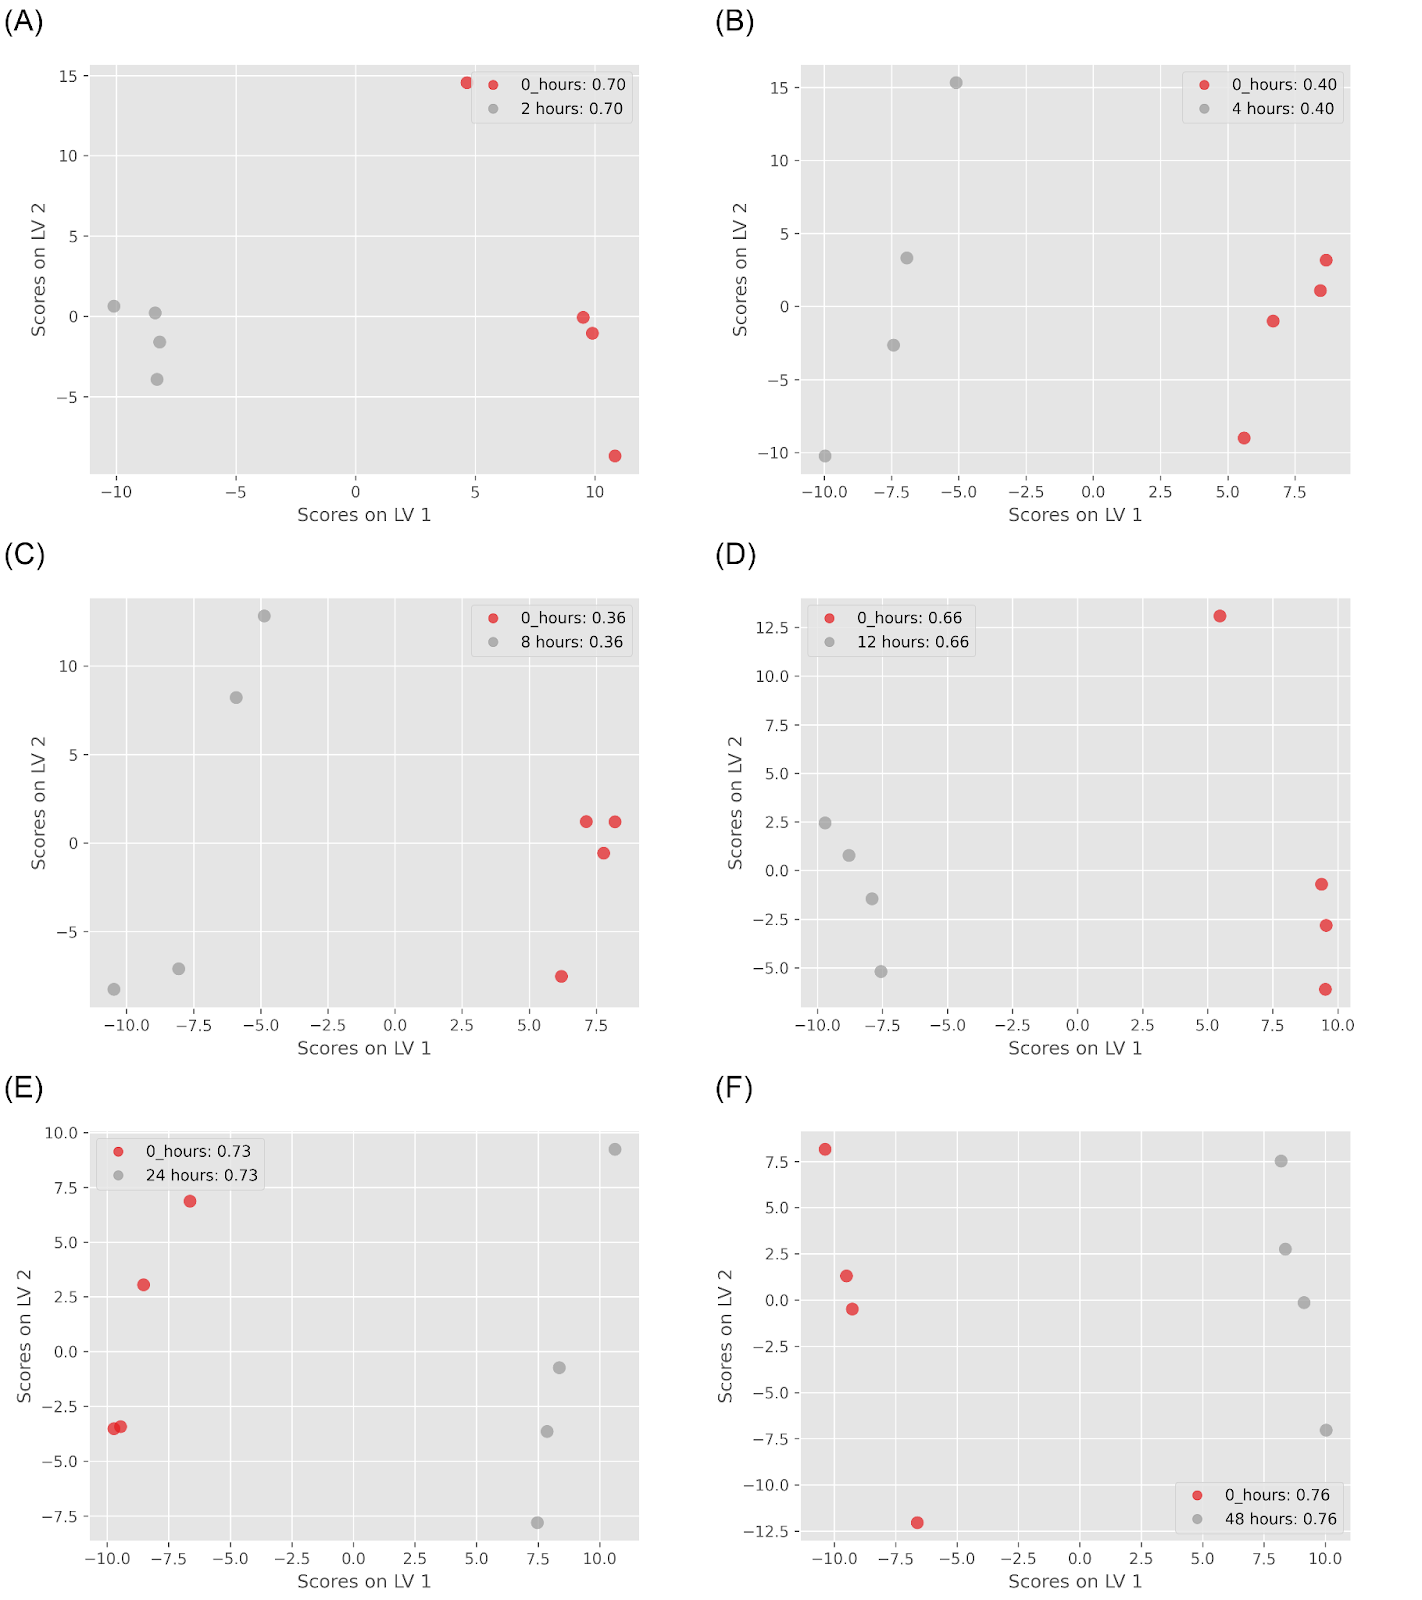 (A)
15
10
5
0
−5
Scores on LV 2
0_hours: 0.70
2 hours: 0.70
−10 −5 0 5 10
Scores on LV 1
(B)
15
10
5
0
−5
−10
Scores on LV 2
0_hours: 0.40
4 hours: 0.40
−10.0 −7.5 −5.0 −2.5 0.0 2.5 5.0 7.5
Scores on LV 1
(C)
10
5
0
−5
Scores on LV 2
0_hours: 0.36
8 hours: 0.36
−10.0 −7.5 −5.0 −2.5 0.0 2.5 5.0 7.5
Scores on LV 1
(D)
12.5
10.0
7.5
5.0
2.5
0.0
−2.5
−5.0
Scores on LV 2
0_hours: 0.66
12 hours: 0.66
−10.0 −7.5 −5.0 −2.5 0.0 2.5 5.0 7.5 10.0
Scores on LV 1
(E)
10.0
7.5
5.0
2.5
0.0
−2.5
−5.0
−7.5
Scores on LV 2
0_hours: 0.73
24 hours: 0.73
−10.0 −7.5 −5.0 −2.5 0.0 2.5 5.0 7.5 10.0
Scores on LV 1
(F)
7.5
5.0
2.5
0.0
−2.5
−5.0
−7.5
−10.0
−12.5
Scores on LV 2
0_hours: 0.76
48 hours: 0.76
−10.0 −7.5 −5.0 −2.5 0.0 2.5 5.0 7.5 10.0
Scores on LV 1